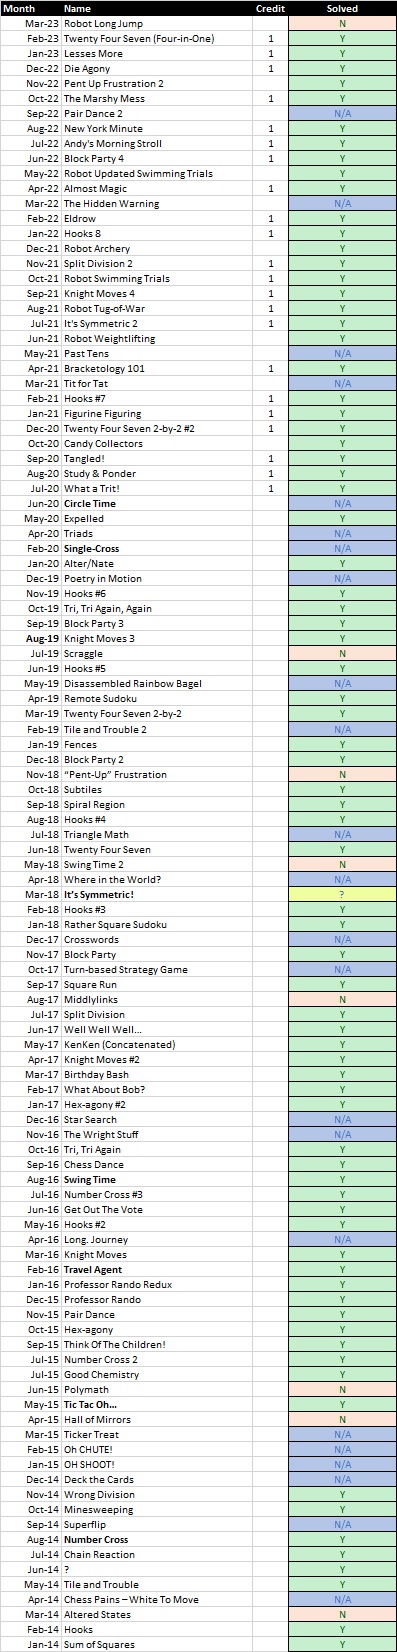 Month Name Credit Solved
Mar-23 Robot Long Jump N
Feb-23 Twenty Four Seven (Four-in-One) 1 Y
Jan-23 Lesses More 1 Y
Dec-22 Die Agony 1 Y
Nov-22 Pent Up Frustration 2 Y
Oct-22 The Marshy Mess 1 Y
Sep-22 Pair Dance 2 N/A
Aug-22 New York Minute 1 Y
Jul-22 Andy's Morning Stroll 1 Y
Jun-22 Block Party 4 1 Y
May-22 Robot Updated Swimming Trials Y
Apr-22 Almost Magic 1 Y
Mar-22 The Hidden Warning N/A
Feb-22 Eldrow 1 Y
Jan-22 Hooks 8 1 Y
Dec-21 Robot Archery Y
Nov-21 Split Division 2 1 Y
Oct-21 Robot Swimming Trials 1 Y
Sep-21 Knight Moves 4 1 Y
Aug-21 Robot Tug-of-War 1 Y
Jul-21 It's Symmetric 2 1 Y
Jun-21 Robot Weightlifting Y
May-21 Past Tens N/A
Apr-21 Bracketology 101 1 Y
Mar-21 Tit for Tat N/A
Feb-21 Hooks #7 1 Y
Jan-21 Figurine Figuring 1 Y
Dec-20 Twenty Four Seven 2-by-2 #2 1 Y
Oct-20 Candy Collectors Y
Sep-20 Tangled! 1 Y
Aug-20 Study & Ponder 1 Y
Jul-20 What a Trit! 1 Y
Jun-20 Circle Time N/A
May-20 Expelled Y
Apr-20 Triads N/A
Feb-20 Single-Cross N/A
Jan-20 Alter/Nate Y
Dec-19 Poetry in Motion N/A
Nov-19 Hooks #6 Y
Oct-19 Tri, Tri Again, Again Y
Sep-19 Block Party 3 Y
Aug-19 Knight Moves 3 Y
Jul-19 Scraggle N
Jun-19 Hooks #5 Y
May-19 Disassembled Rainbow Bagel N/A
Apr-19 Remote Sudoku Y
Mar-19 Twenty Four Seven 2-by-2 Y
Feb-19 Tile and Trouble 2 N/A
Jan-19 Fences Y
Dec-18 Block Party 2 Y
Nov-18 “Pent-Up” Frustration N
Oct-18 Subtiles Y
Sep-18 Spiral Region Y
Aug-18 Hooks #4 Y
Jul-18 Triangle Math N/A
Jun-18 Twenty Four Seven Y
May-18 Swing Time 2 N
Apr-18 Where in the World? N/A
Mar-18 It’s Symmetric! ?
Feb-18 Hooks #3 Y
Jan-18 Rather Square Sudoku Y
Dec-17 Crosswords N/A
Nov-17 Block Party Y
Oct-17 Turn-based Strategy Game N/A
Sep-17 Square Run Y
Aug-17 Middlylinks N
Jul-17 Split Division Y
Jun-17 Well Well Well... Y
May-17 KenKen (Concatenated) Y
Apr-17 Knight Moves #2 Y
Mar-17 Birthday Bash Y
Feb-17 What About Bob? Y
Jan-17 Hex-agony #2 Y
Dec-16 Star Search N/A
Nov-16 The Wright Stuff N/A
Oct-16 Tri, Tri Again Y
Sep-16 Chess Dance Y
Aug-16 Swing Time Y
Jul-16 Number Cross #3 Y
Jun-16 Get Out The Vote Y
May-16 Hooks #2 Y
Apr-16 Long. Journey N/A
Mar-16 Knight Moves Y
Feb-16 Travel Agent Y
Jan-16 Professor Rando Redux Y
Dec-15 Professor Rando Y
Nov-15 Pair Dance Y
Oct-15 Hex-agony Y
Sep-15 Think Of The Children! Y
Jul-15 Number Cross 2 Y
Jul-15 Good Chemistry Y
Jun-15 Polymath N
May-15 Tic Tac Oh... Y
Apr-15 Hall of Mirrors N
Mar-15 Ticker Treat N/A
Feb-15 Oh CHUTE! N/A
Jan-15 OH SHOOT! N/A
Dec-14 Deck the Cards N/A
Nov-14 Wrong Division Y
Oct-14 Minesweeping Y
Sep-14 Superflip N/A
Aug-14 Number Cross Y
Jul-14 Chain Reaction Y
Jun-14 ? Y
May-14 Tile and Trouble Y
Apr-14 Chess Pains – White To Move N/A
Mar-14 Altered States N
Feb-14 Hooks Y
Jan-14 Sum of Squares Y